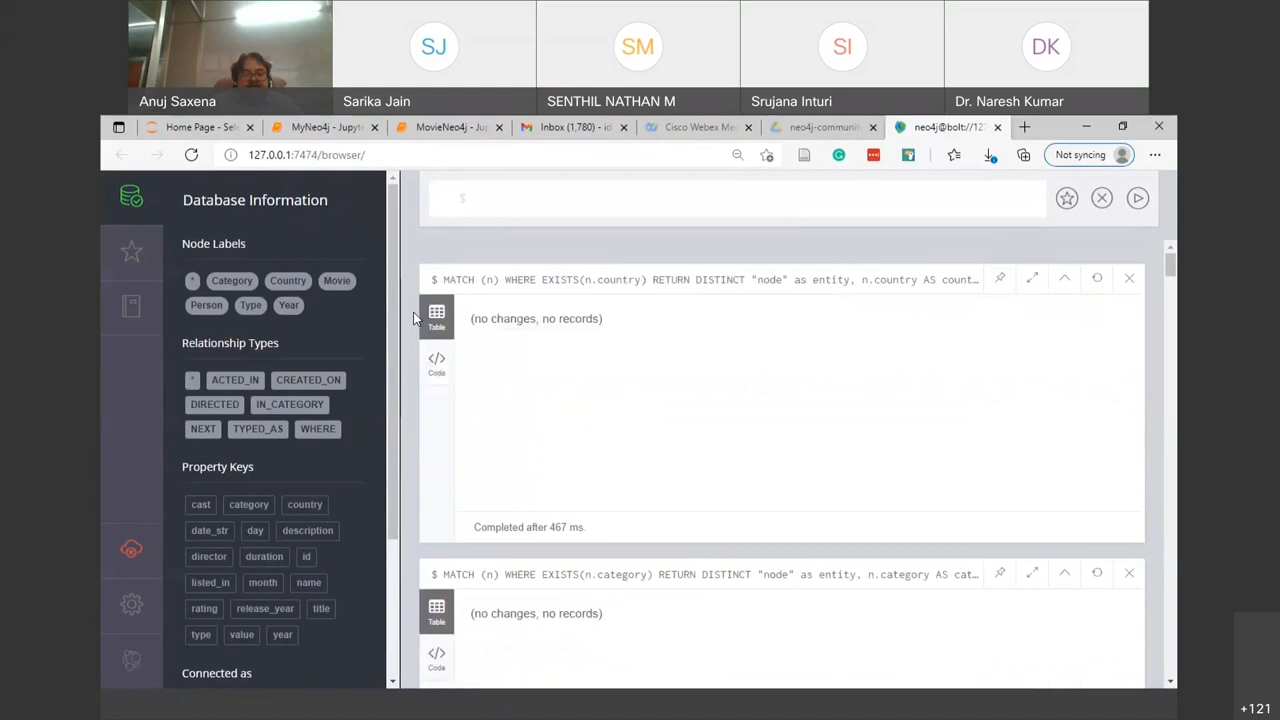 SJ
SM
SI
DK
Anuj Saxena
Sarika Jain
SENTHIL NATHAN M
Srujana Inturi
Dr. Naresh Kumar
Home Page - Sel
MyNeo4j - Jupyte
MovieNeo4j - Jup
Inbox (1,780) - id
Cisco Webex Me
neo4j-communit
neo4j@bolt://127
127.0.0.1:7474/browser/
Not syncing
Database Information
$
Node Labels
* Category Country Movie
Person Type Year
Relationship Types
* ACTED_IN CREATED_ON
DIRECTED IN_CATEGORY
NEXT TYPED_AS WHERE
Property Keys
cast category country
date_str day description
director duration id
listed_in month name
rating release_year title
type value year
Connected as
$ MATCH (n) WHERE EXISTS(n.country) RETURN DISTINCT "node" as entity, n.country AS count…
Table
(no changes, no records)
Code
Completed after 467 ms.
$ MATCH (n) WHERE EXISTS(n.category) RETURN DISTINCT "node" as entity, n.category AS cat…
Table
(no changes, no records)
Code
+121